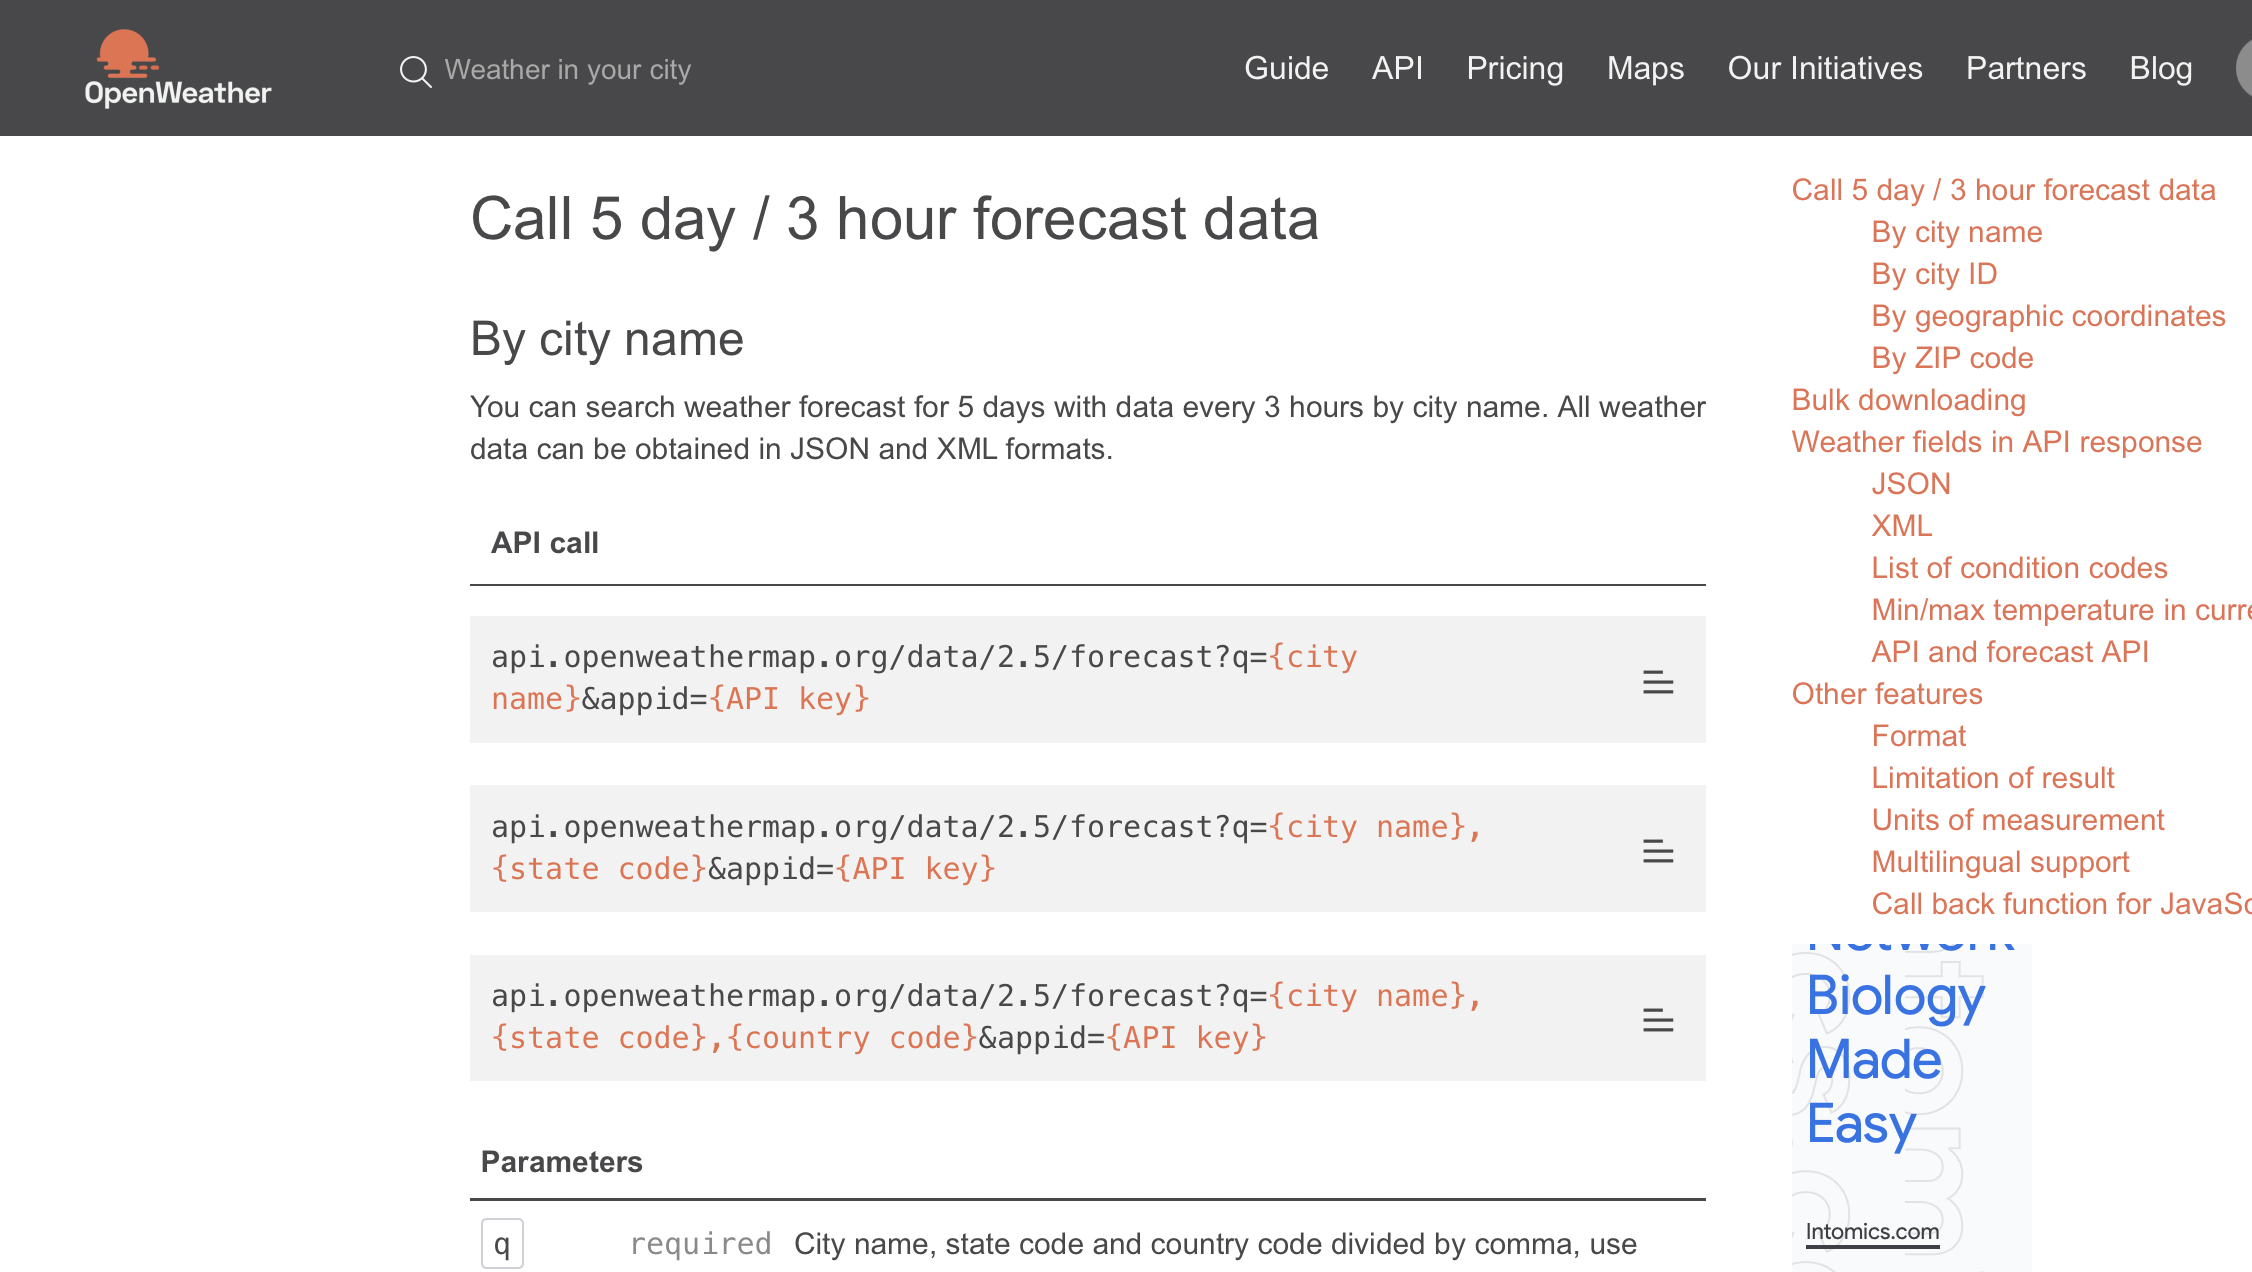 OpenWeather
Weather in your city
Guide API Pricing Maps Our Initiatives Partners Blog
Call 5 day / 3 hour forecast data
By city name
You can search weather forecast for 5 days with data every 3 hours by city name. All weather
data can be obtained in JSON and XML formats.
API call
api.openweathermap.org/data/2.5/forecast?q={city
name}&appid={API key}
api.openweathermap.org/data/2.5/forecast?q={city name},
{state code}&appid={API key}
api.openweathermap.org/data/2.5/forecast?q={city name},
{state code},{country code}&appid={API key}
Parameters
q required City name, state code and country code divided by comma, use
Call 5 day / 3 hour forecast data
By city name
By city ID
By geographic coordinates
By ZIP code
Bulk downloading
Weather fields in API response
JSON
XML
List of condition codes
Min/max temperature in curre
API and forecast API
Other features
Format
Limitation of result
Units of measurement
Multilingual support
Call back function for JavaSc
Network
Biology
Made
Easy
Intomics.com